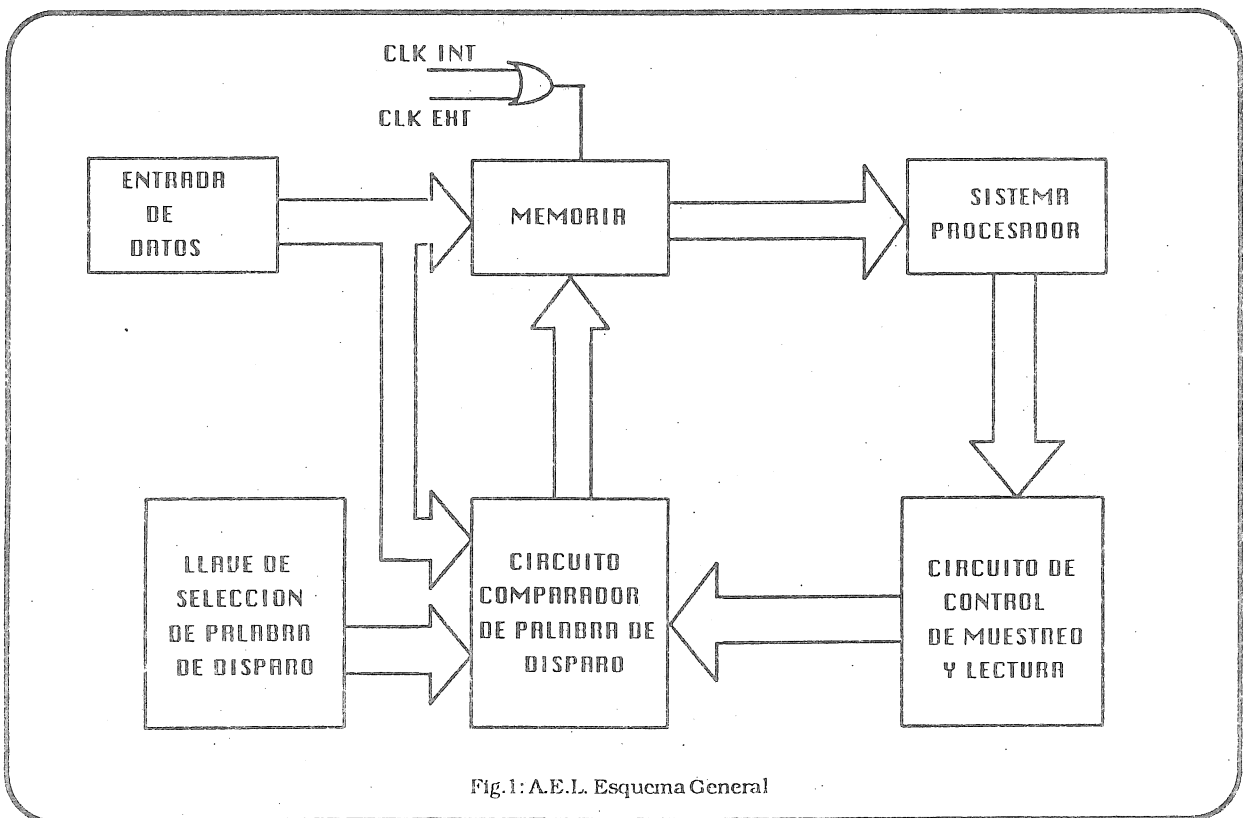 CLK INT
CLK EXT
ENTRADA
DE
DATOS
MEMORIA
SISTEMA
PROCESADOR
LLAVE DE
SELECCION
DE PALABRA
DE DISPARO
CIRCUITO
COMPARADOR
DE PALABRA DE
DISPARO
CIRCUITO DE
CONTROL
DE MUESTREO
Y LECTURA
Fig.1: A.E.L. Esquema General